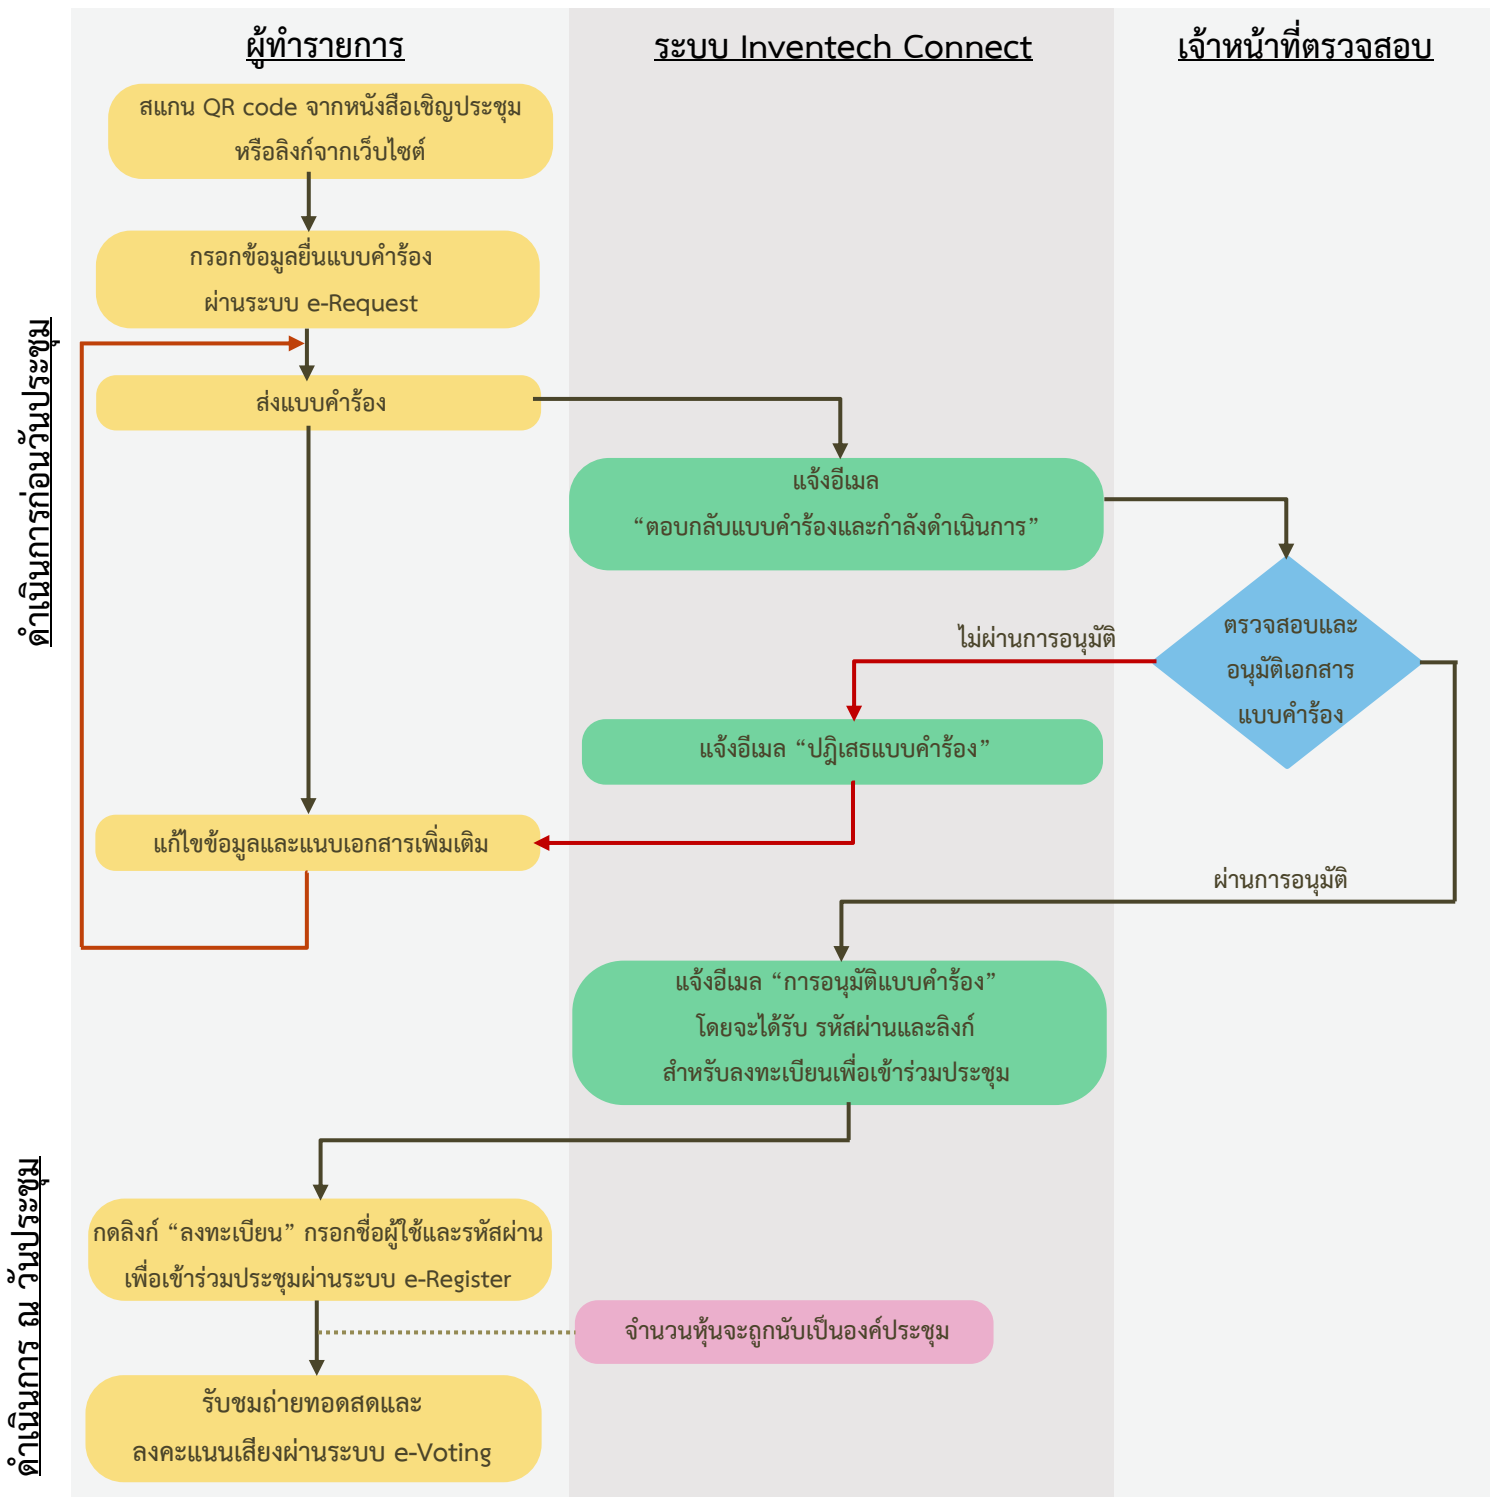 ผู้ทำรายการ
ระบบ Inventech Connect
เจ้าหน้าที่ตรวจสอบ
ดำเนินการก่อนวันประชุม
สแกน QR code จากหนังสือเชิญประชุม
หรือลิงก์จากเว็บไซต์
กรอกข้อมูลยื่นแบบคำร้อง
ผ่านระบบ e-Request
ส่งแบบคำร้อง
แจ้งอีเมล
“ตอบกลับแบบคำร้องและกำลังดำเนินการ”
ตรวจสอบและ
อนุมัติเอกสาร
แบบคำร้อง
ไม่ผ่านการอนุมัติ
แจ้งอีเมล “ปฎิเสธแบบคำร้อง”
แก้ไขข้อมูลและแนบเอกสารเพิ่มเติม
ผ่านการอนุมัติ
แจ้งอีเมล “การอนุมัติแบบคำร้อง”
โดยจะได้รับ รหัสผ่านและลิงก์
สำหรับลงทะเบียนเพื่อเข้าร่วมประชุม
ดำเนินการ ณ วันประชุม
กดลิงก์ “ลงทะเบียน” กรอกชื่อผู้ใช้และรหัสผ่าน
เพื่อเข้าร่วมประชุมผ่านระบบ e-Register
จำนวนหุ้นจะถูกนับเป็นองค์ประชุม
รับชมถ่ายทอดสดและ
ลงคะแนนเสียงผ่านระบบ e-Voting